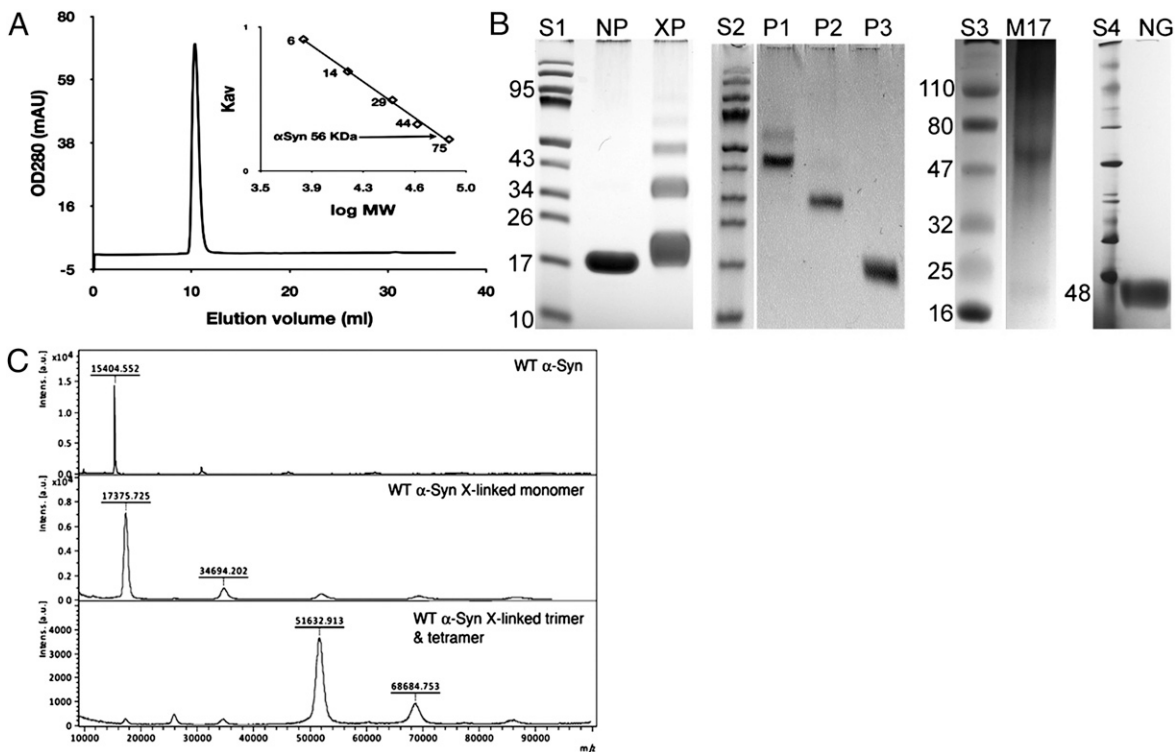 A
80
59
38
16
-5
OD280 (mAU)
0 10 20 30 40
Elution volume (ml)
1
0
Kav
6
14
29
44
75
αSyn 56 KDa
3.5 3.9 4.3 4.6 5.0
log MW
B
S1 NP XP S2 P1 P2 P3 S3 M17 S4 NG
95
43
34
26
17
10
110
80
47
32
25
16
48
C
WT α-Syn
x10⁴
Intens. [a.u.]
1.5
1.0
0.5
0.0
15404.552
WT α-Syn X-linked monomer
x10⁴
Intens. [a.u.]
0.8
0.6
0.4
0.2
0.0
17375.725
34694.202
WT α-Syn X-linked trimer
& tetramer
Intens. [a.u.]
4000
3000
2000
1000
0
51632.913
68684.753
10000 20000 30000 40000 50000 60000 70000 80000 90000
m/z